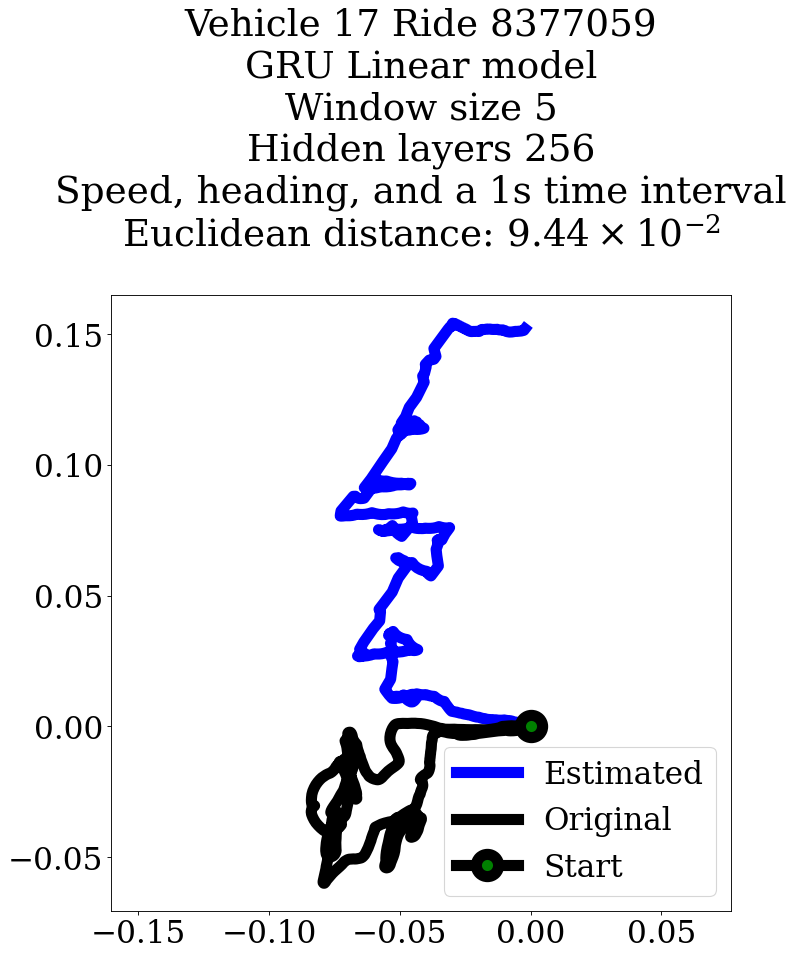 Vehicle 17 Ride 8377059
GRU Linear model
Window size 5
Hidden layers 256
Speed, heading, and a 1s time interval
Euclidean distance: 9.44 × 10⁻²
0.15
0.10
0.05
0.00
−0.05
Estimated
Original
Start
−0.15
−0.10
−0.05
0.00
0.05